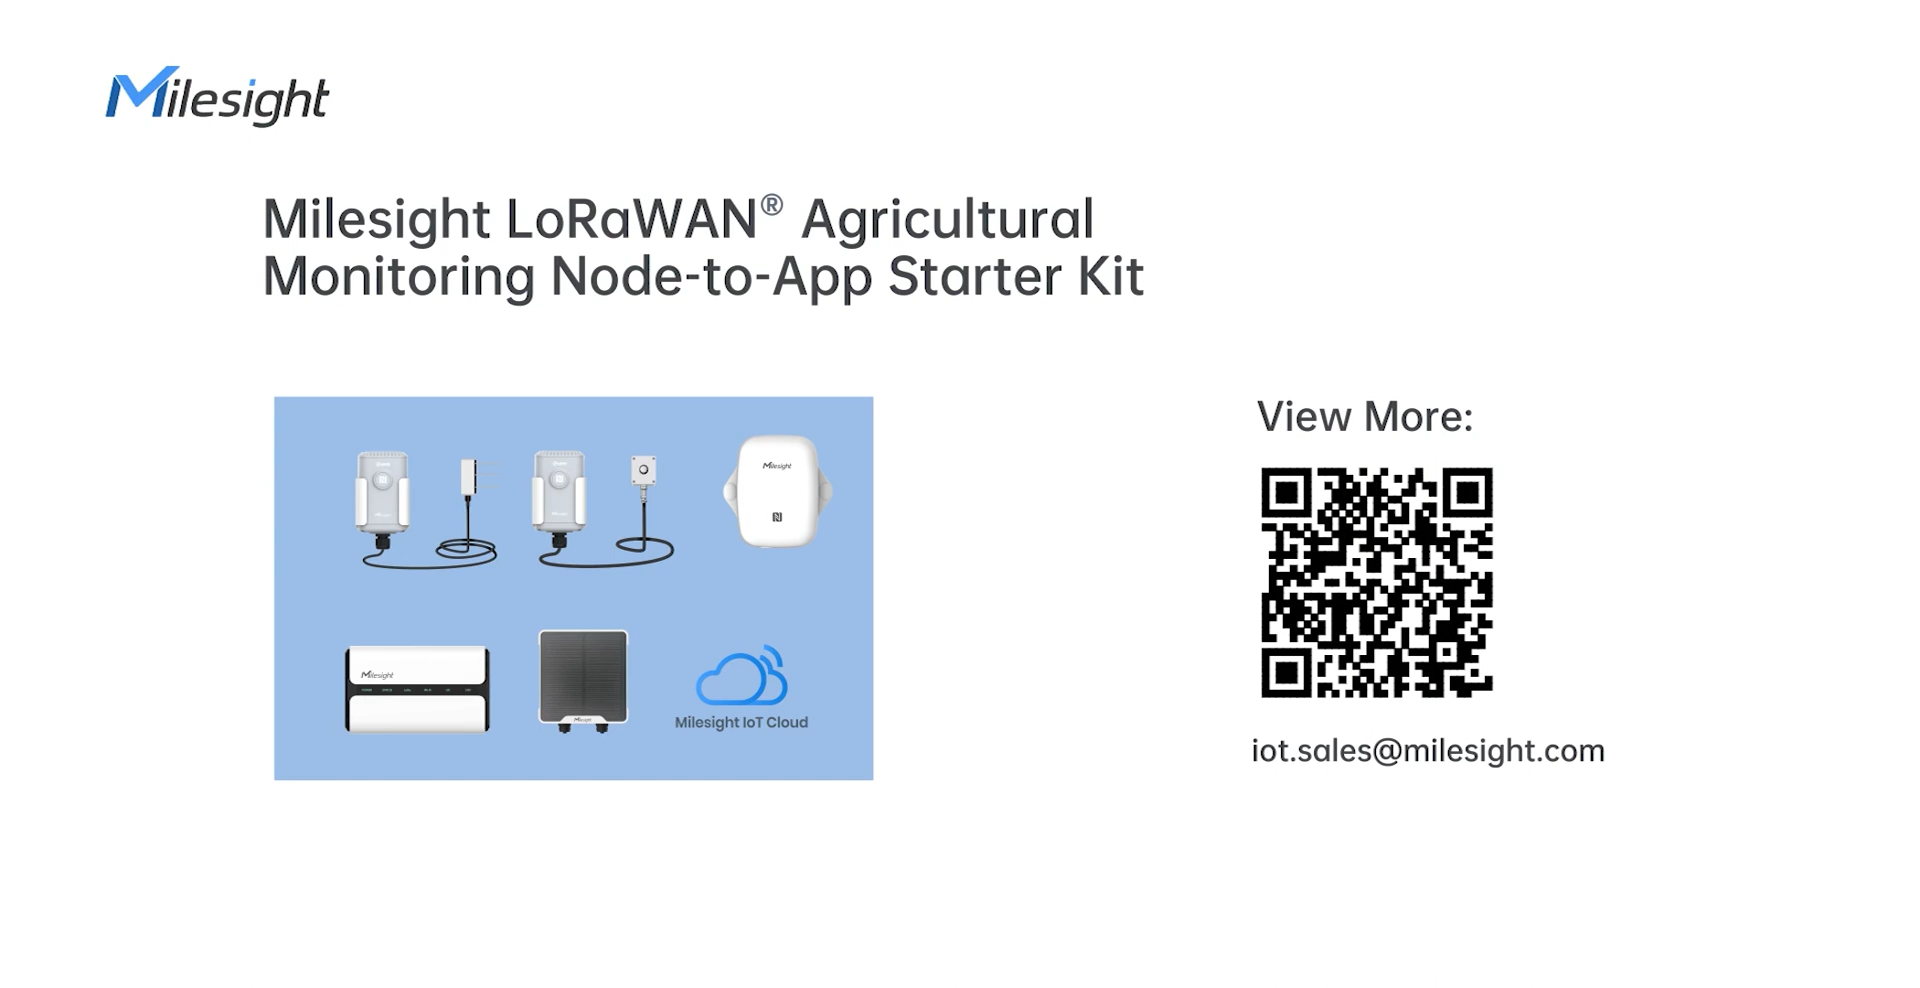 Milesight
Milesight LoRaWAN® Agricultural
Monitoring Node-to-App Starter Kit
View More:
Milesight
Milesight
Milesight
Milesight IoT Cloud
iot.sales@milesight.com